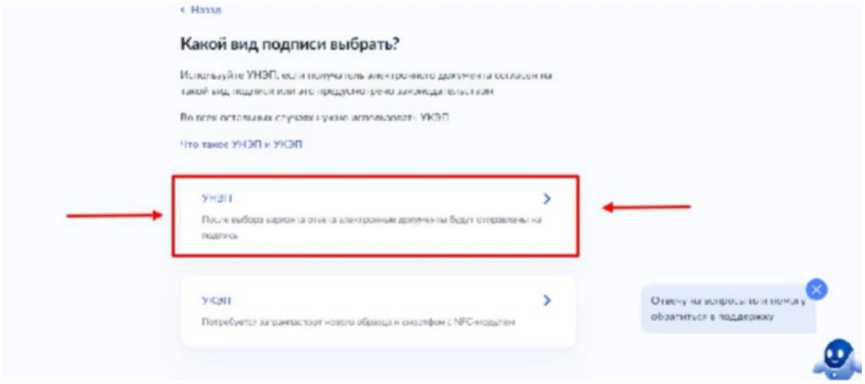 < Назад
Какой вид подписи выбрать?
Используйте УНЭП, если получатель электронного документа согласен на
такой вид подписи или это предусмотрено законодательством
Во всех остальных случаях нужно использовать УКЭП
Что такое УНЭП и УКЭП
УНЭП
После выбора варианта ответа электронные документы будут отправлены на
подпись
УКЭП
Потребуется загранпаспорт нового образца и смартфон с NFC-модулем
Отвечу на вопросы или помогу
обратиться в поддержку